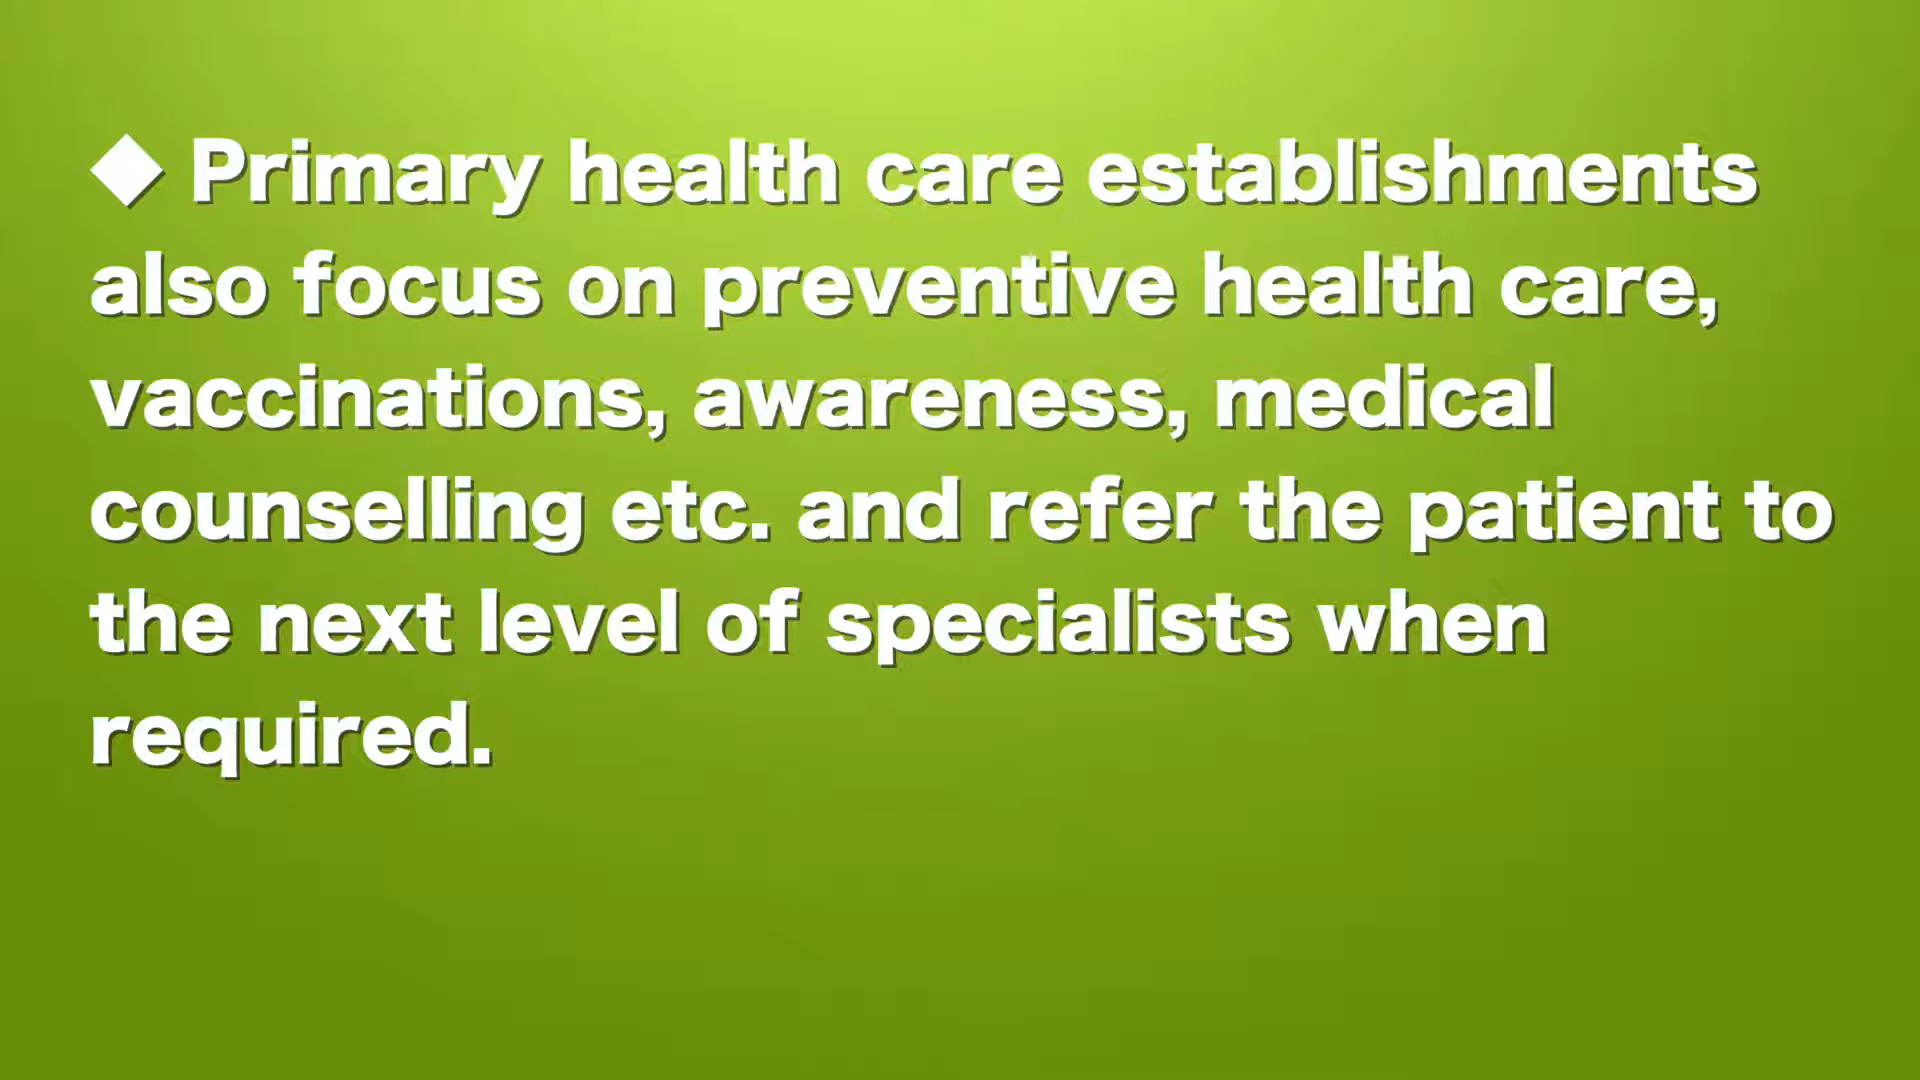 ◆ Primary health care establishments
also focus on preventive health care,
vaccinations, awareness, medical
counselling etc. and refer the patient to
the next level of specialists when
required.